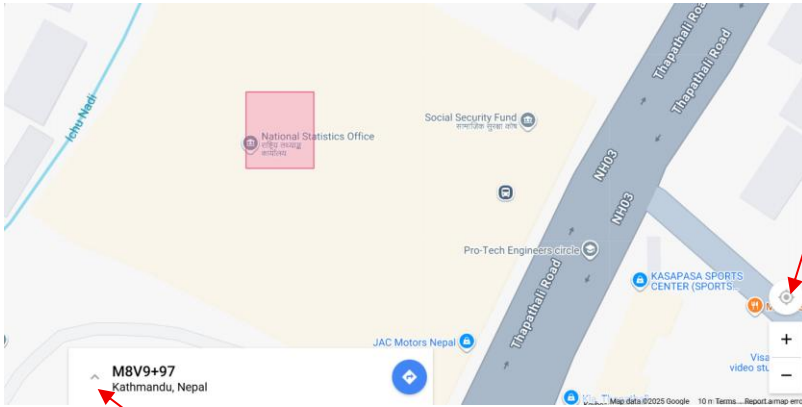 Thapathali Road
Thapathali Road
Ichu Nadi
Social Security Fund
सामाजिक सुरक्षा कोष
National Statistics Office
राष्ट्रिय तथ्याङ्क
कार्यालय
NH03
NH03
Pro-Tech Engineers circle
KASAPASA SPORTS
CENTER (SPORTS...
Thapathali Road
JAC Motors Nepal
M8V9+97
Kathmandu, Nepal
+
−
Map data ©2025 Google
10 m
Terms
Report a map